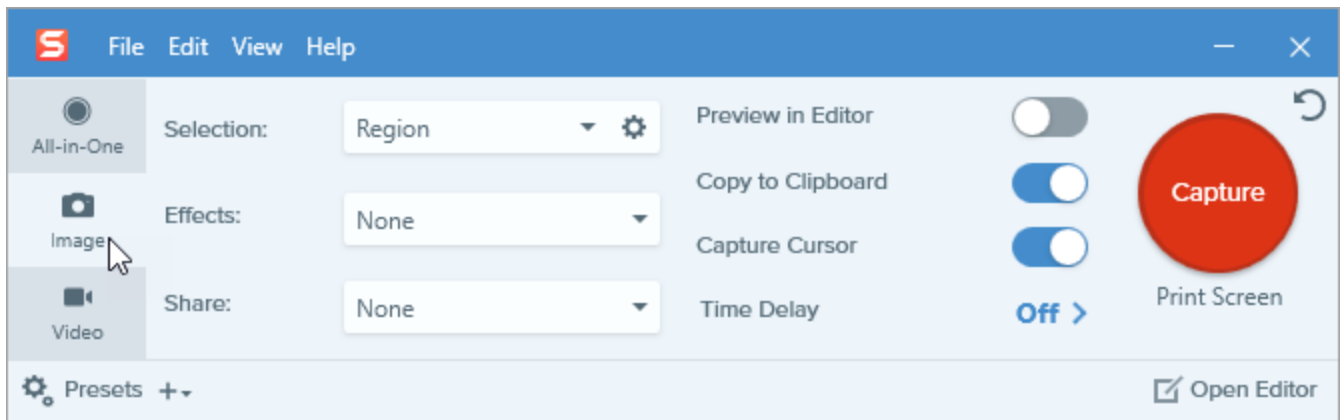 File Edit View Help
All-in-One
Image
Video
Selection: Region
Effects: None
Share: None
Preview in Editor
Copy to Clipboard
Capture Cursor
Time Delay Off
Capture
Print Screen
Presets
Open Editor